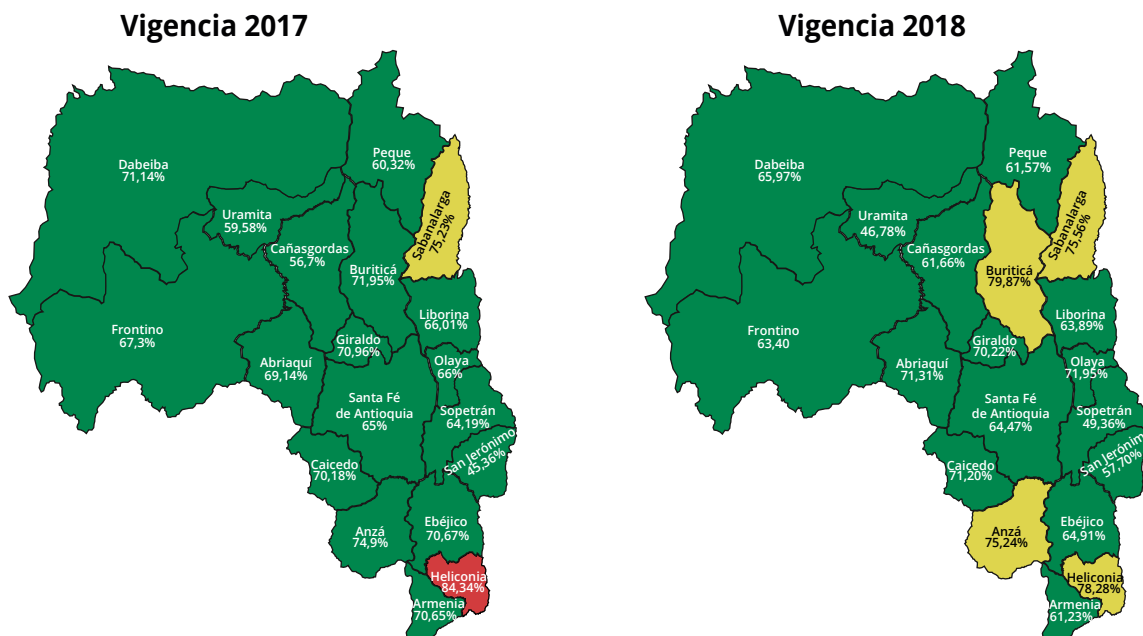 Vigencia 2017
Dabeiba
71,14%
Peque
60,32%
Sabanalarga
75,23%
Uramita
59,58%
Cañasgordas
56,7%
Buriticá
71,95%
Liborina
66,01%
Frontino
67,3%
Giraldo
70,96%
Abriaquí
69,14%
Olaya
66%
Santa Fé
de Antioquia
65%
Sopetrán
64,19%
San Jerónimo
45,36%
Caicedo
70,18%
Anzá
74,9%
Ebéjico
70,67%
Heliconia
84,34%
Armenia
70,65%
Vigencia 2018
Dabeiba
65,97%
Peque
61,57%
Sabanalarga
75,56%
Uramita
46,78%
Cañasgordas
61,66%
Buriticá
79,87%
Liborina
63,89%
Frontino
63,40
Giraldo
70,22%
Abriaquí
71,31%
Olaya
71,95%
Santa Fé
de Antioquia
64,47%
Sopetrán
49,36%
San Jerónimo
57,70%
Caicedo
71,20%
Anzá
75,24%
Ebéjico
64,91%
Heliconia
78,28%
Armenia
61,23%